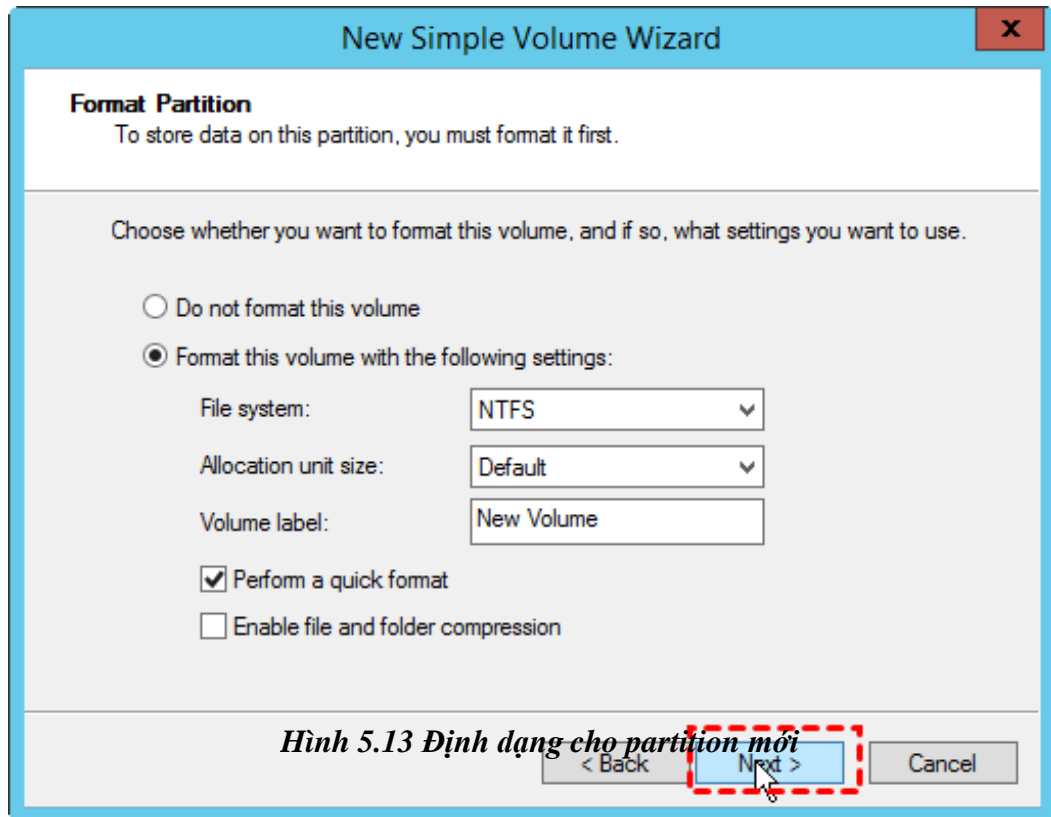 New Simple Volume Wizard
x
Format Partition
To store data on this partition, you must format it first.
Choose whether you want to format this volume, and if so, what settings you want to use.
Do not format this volume
Format this volume with the following settings:
File system: NTFS
Allocation unit size: Default
Volume label: New Volume
Perform a quick format
Enable file and folder compression
Hình 5.13 Định dạng cho partition mới
< Back Next > Cancel